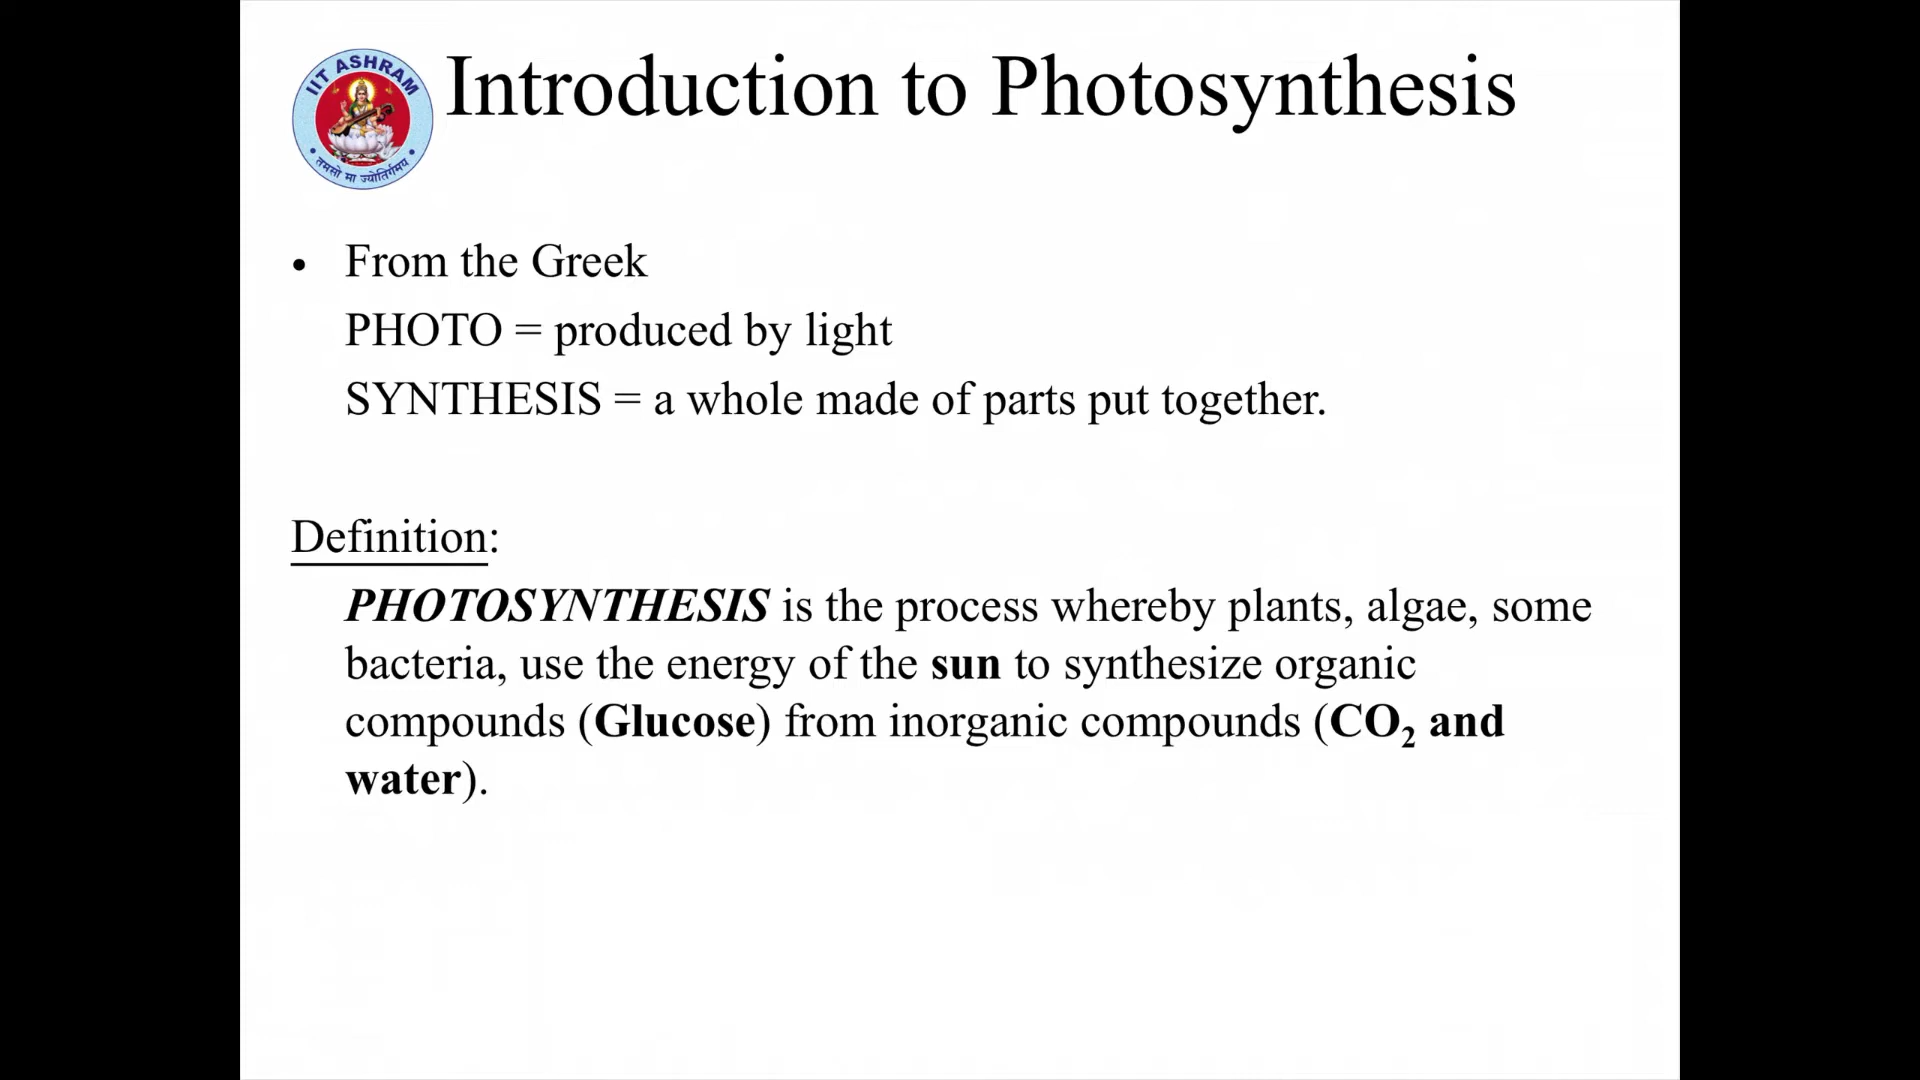 IIT ASHRAM
तमसो मा ज्योतिर्गमय
Introduction to Photosynthesis
• From the Greek
PHOTO = produced by light
SYNTHESIS = a whole made of parts put together.
Definition:
PHOTOSYNTHESIS is the process whereby plants, algae, some
bacteria, use the energy of the sun to synthesize organic
compounds (Glucose) from inorganic compounds (CO₂ and
water).